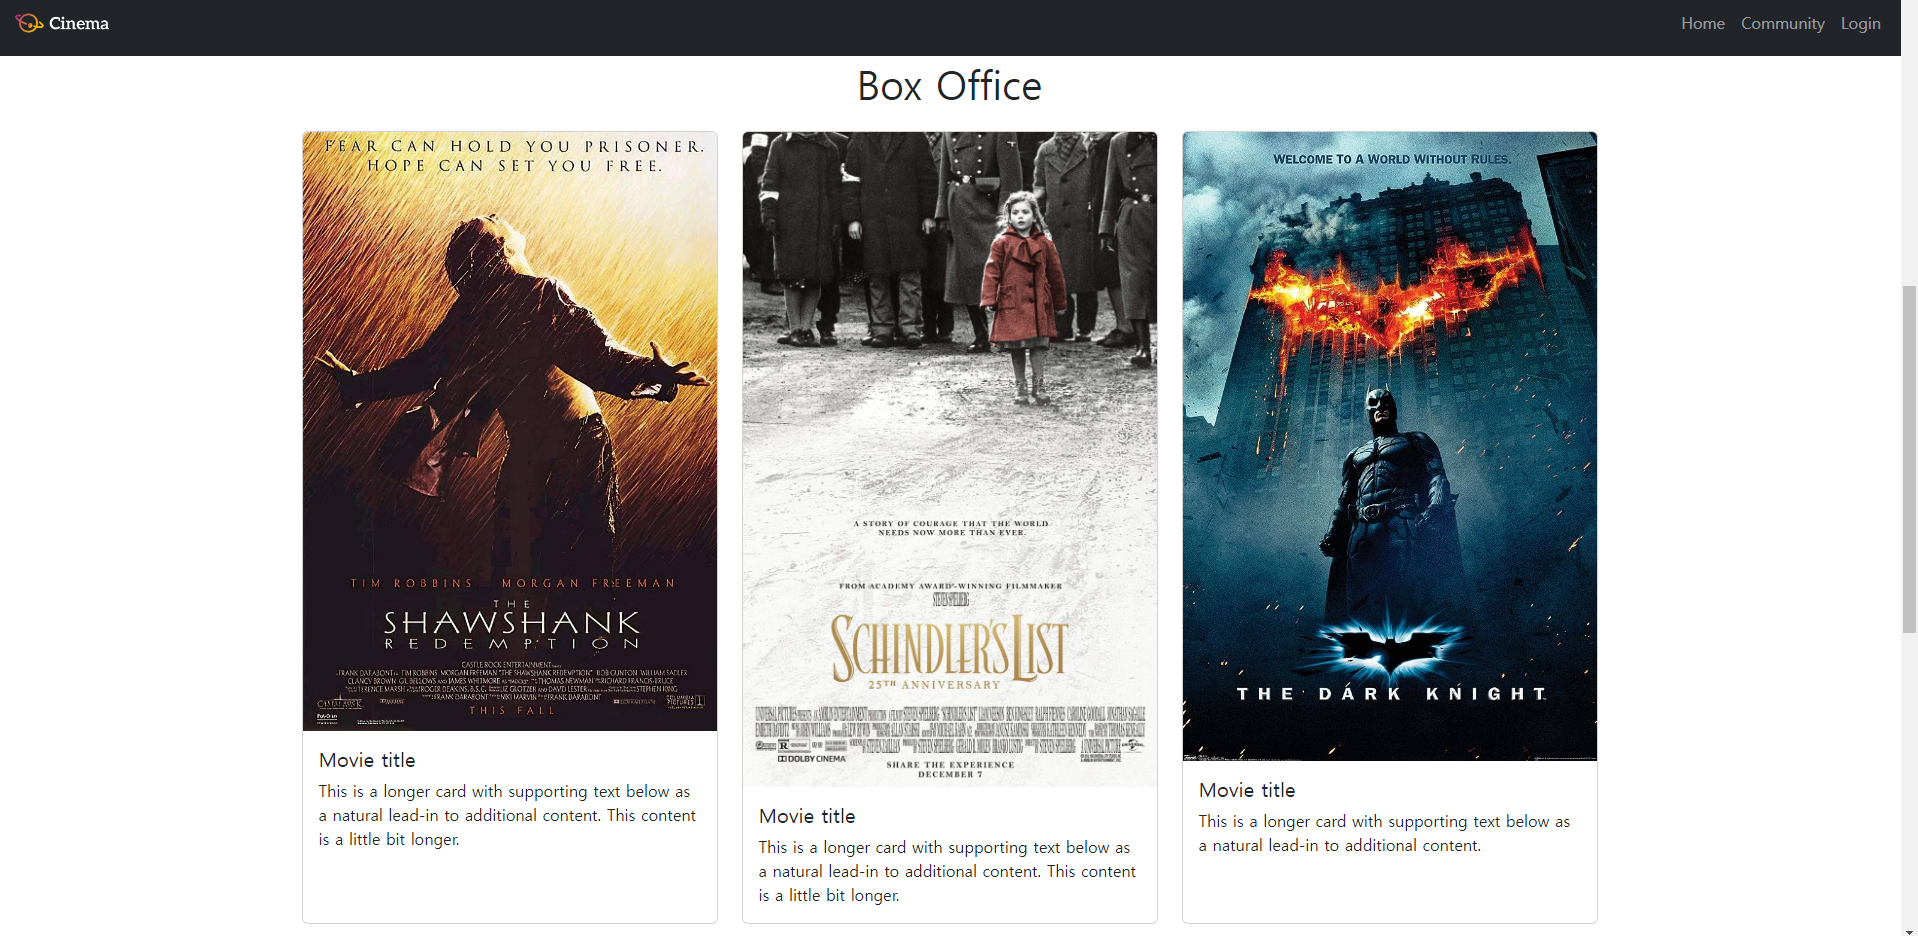 Cinema
Home Community Login
Box Office
FEAR CAN HOLD YOU PRISONER.
HOPE CAN SET YOU FREE.
TIM ROBBINS MORGAN FREEMAN
THE
SHAWSHANK
REDEMPTION
CASTLE ROCK ENTERTAINMENT
THIS FALL
Movie title
This is a longer card with supporting text below as
a natural lead-in to additional content. This content
is a little bit longer.
A STORY OF COURAGE THAT THE WORLD
NEEDS NOW MORE THAN EVER.
FROM ACADEMY AWARD®-WINNING FILMMAKER
STEVEN SPIELBERG
SCHINDLER'S LIST
25TH ANNIVERSARY
R
DOLBY CINEMA
SHARE THE EXPERIENCE
DECEMBER 7
Movie title
This is a longer card with supporting text below as
a natural lead-in to additional content. This content
is a little bit longer.
WELCOME TO A WORLD WITHOUT RULES.
THE DARK KNIGHT
Movie title
This is a longer card with supporting text below as
a natural lead-in to additional content.